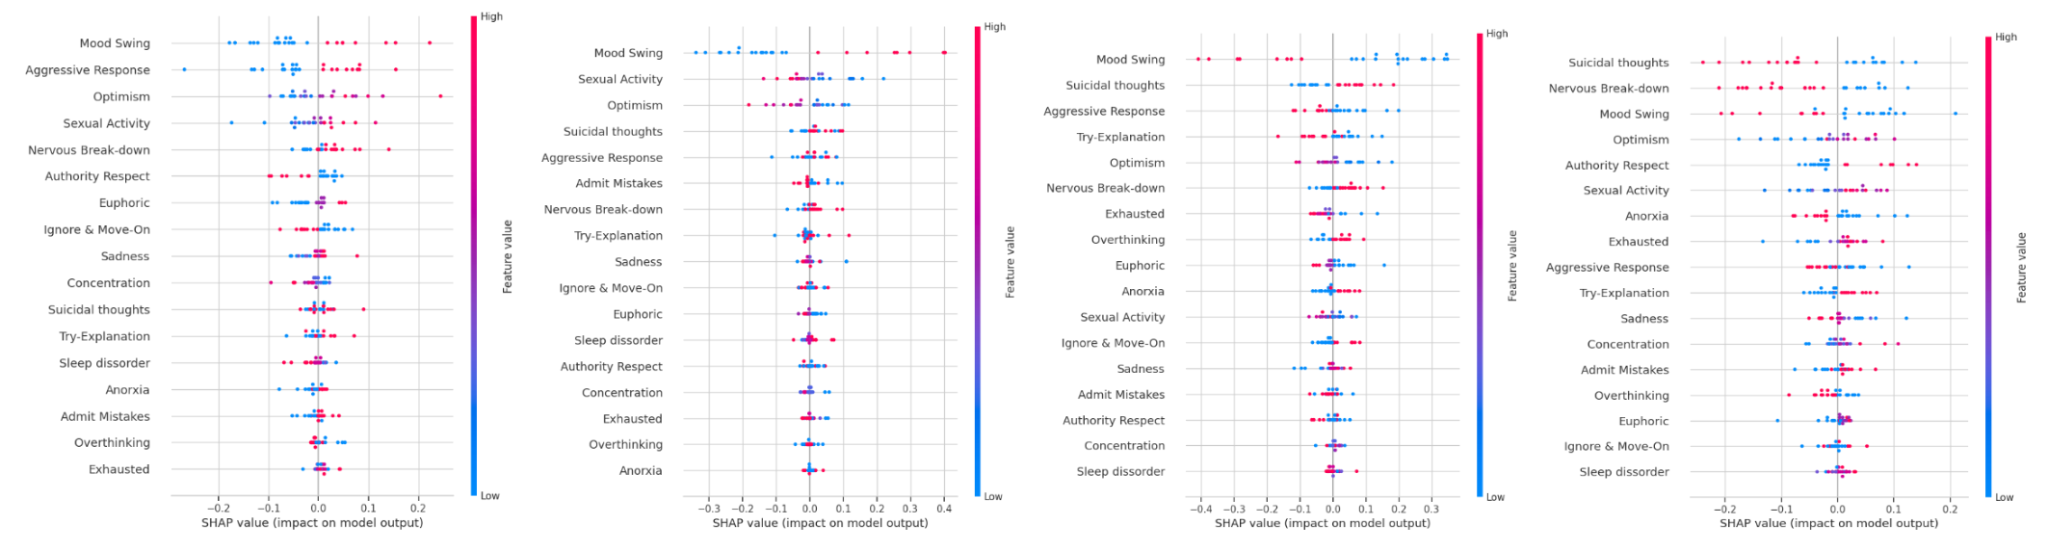 Mood Swing
Aggressive Response
Optimism
Sexual Activity
Nervous Break-down
Authority Respect
Euphoric
Ignore & Move-On
Sadness
Concentration
Suicidal thoughts
Try-Explanation
Sleep dissorder
Anorxia
Admit Mistakes
Overthinking
Exhausted
−0.2 −0.1 0.0 0.1 0.2
SHAP value (impact on model output)
High
Low
Feature value
Mood Swing
Sexual Activity
Optimism
Suicidal thoughts
Aggressive Response
Admit Mistakes
Nervous Break-down
Try-Explanation
Sadness
Ignore & Move-On
Euphoric
Sleep dissorder
Authority Respect
Concentration
Exhausted
Overthinking
Anorxia
−0.3 −0.2 −0.1 0.0 0.1 0.2 0.3 0.4
SHAP value (impact on model output)
High
Low
Feature value
Mood Swing
Suicidal thoughts
Aggressive Response
Try-Explanation
Optimism
Nervous Break-down
Exhausted
Overthinking
Euphoric
Anorxia
Sexual Activity
Ignore & Move-On
Sadness
Admit Mistakes
Authority Respect
Concentration
Sleep dissorder
−0.4 −0.3 −0.2 −0.1 0.0 0.1 0.2 0.3
SHAP value (impact on model output)
High
Low
Feature value
Suicidal thoughts
Nervous Break-down
Mood Swing
Optimism
Authority Respect
Sexual Activity
Anorxia
Exhausted
Aggressive Response
Try-Explanation
Sadness
Concentration
Admit Mistakes
Overthinking
Euphoric
Ignore & Move-On
Sleep dissorder
−0.2 −0.1 0.0 0.1 0.2
SHAP value (impact on model output)
High
Low
Feature value